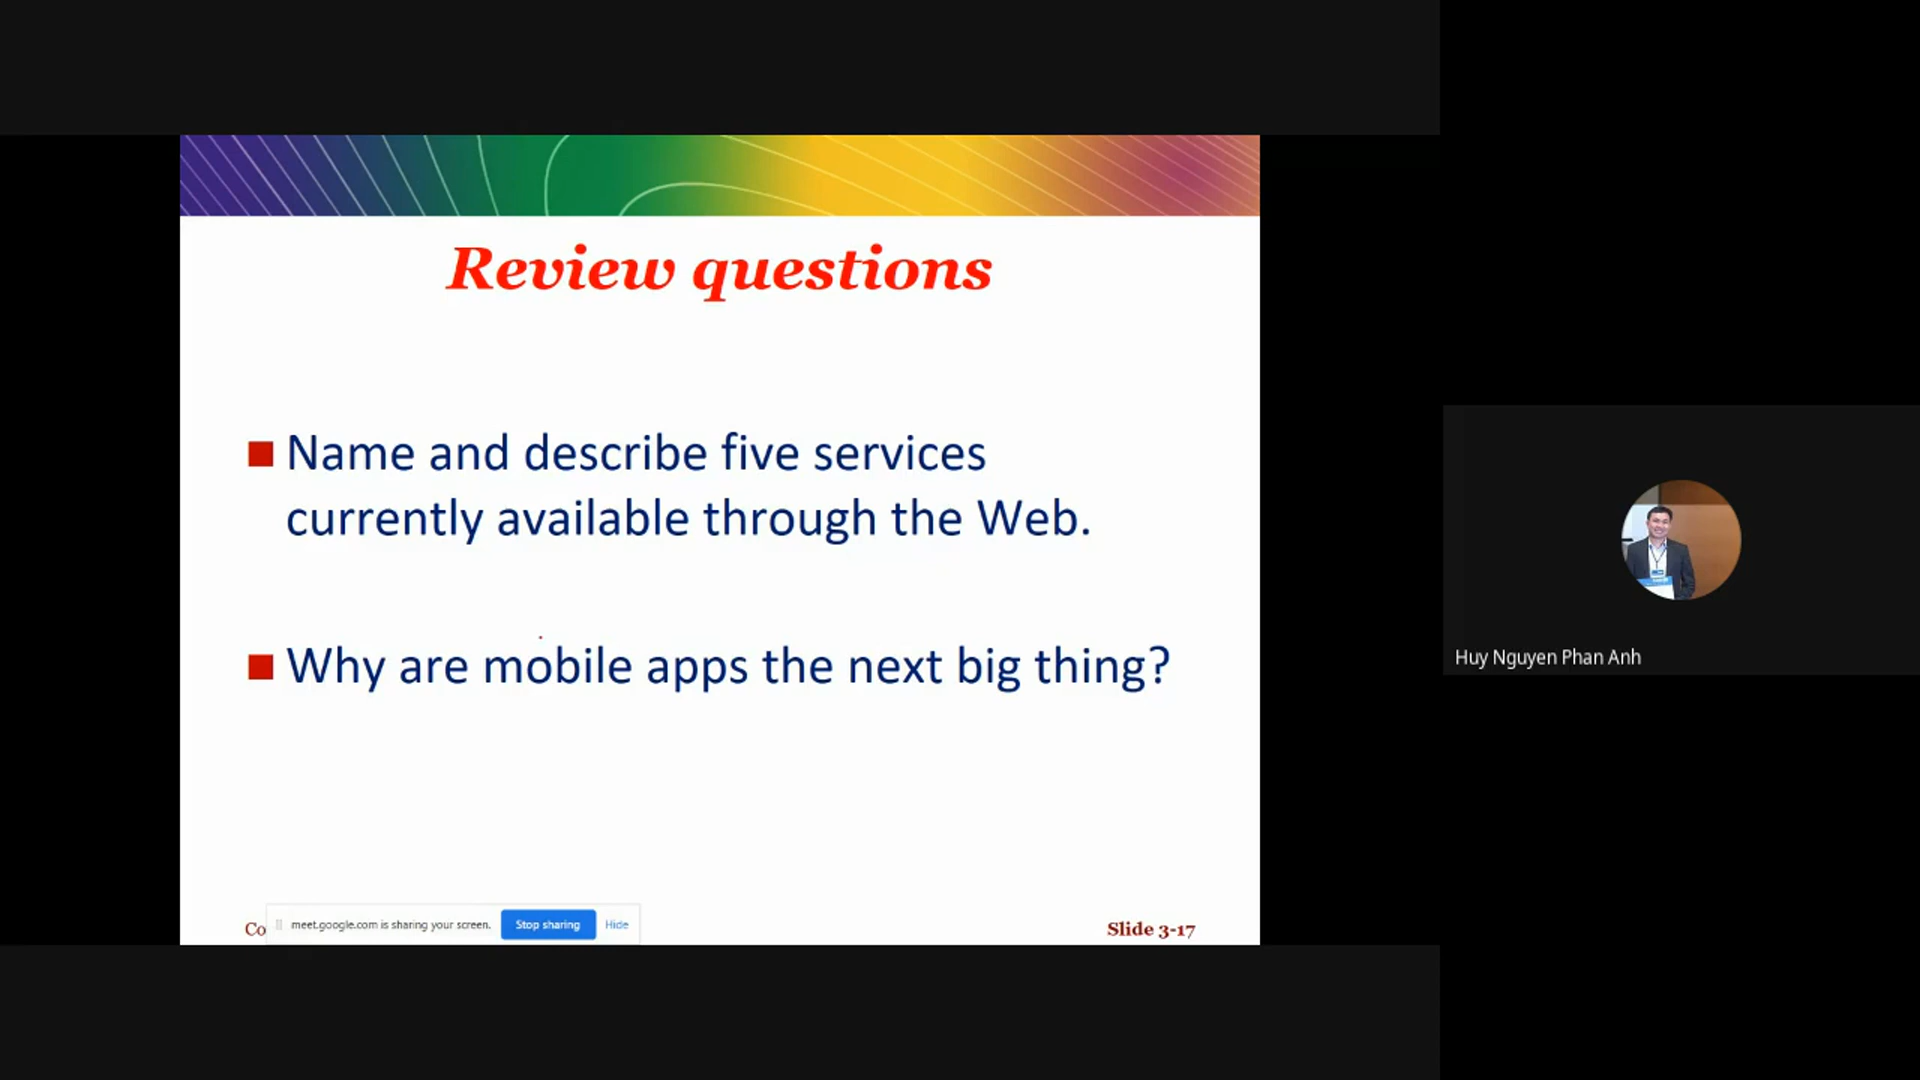 Review questions
Name and describe five services
currently available through the Web.
Why are mobile apps the next big thing?
Co
meet.google.com is sharing your screen.
Stop sharing
Hide
Slide 3-17
Huy Nguyen Phan Anh